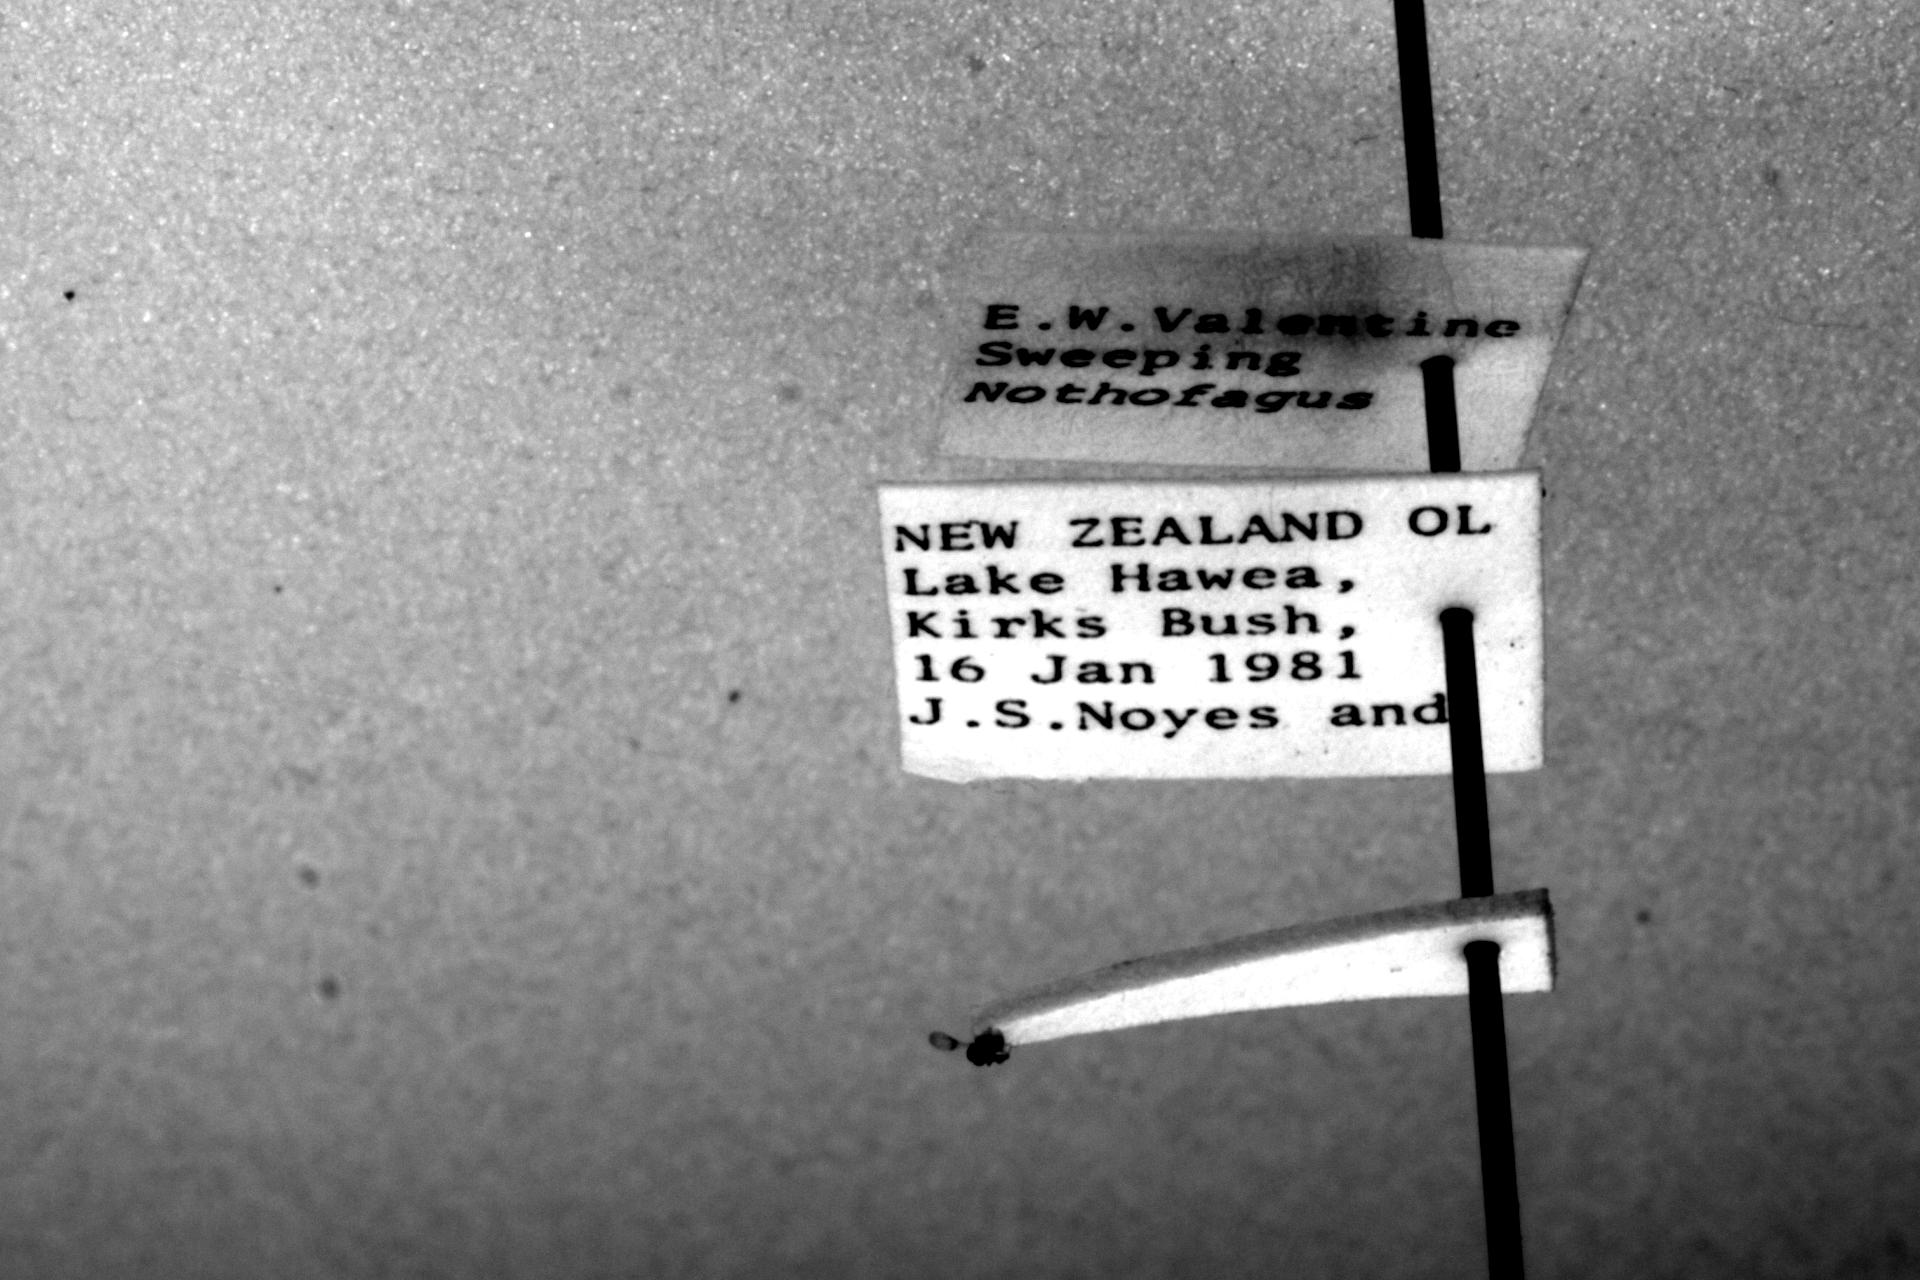 E.W.Valentine
Sweeping
Nothofagus
NEW ZEALAND OL
Lake Hawea,
Kirks Bush,
16 Jan 1981
J.S.Noyes and